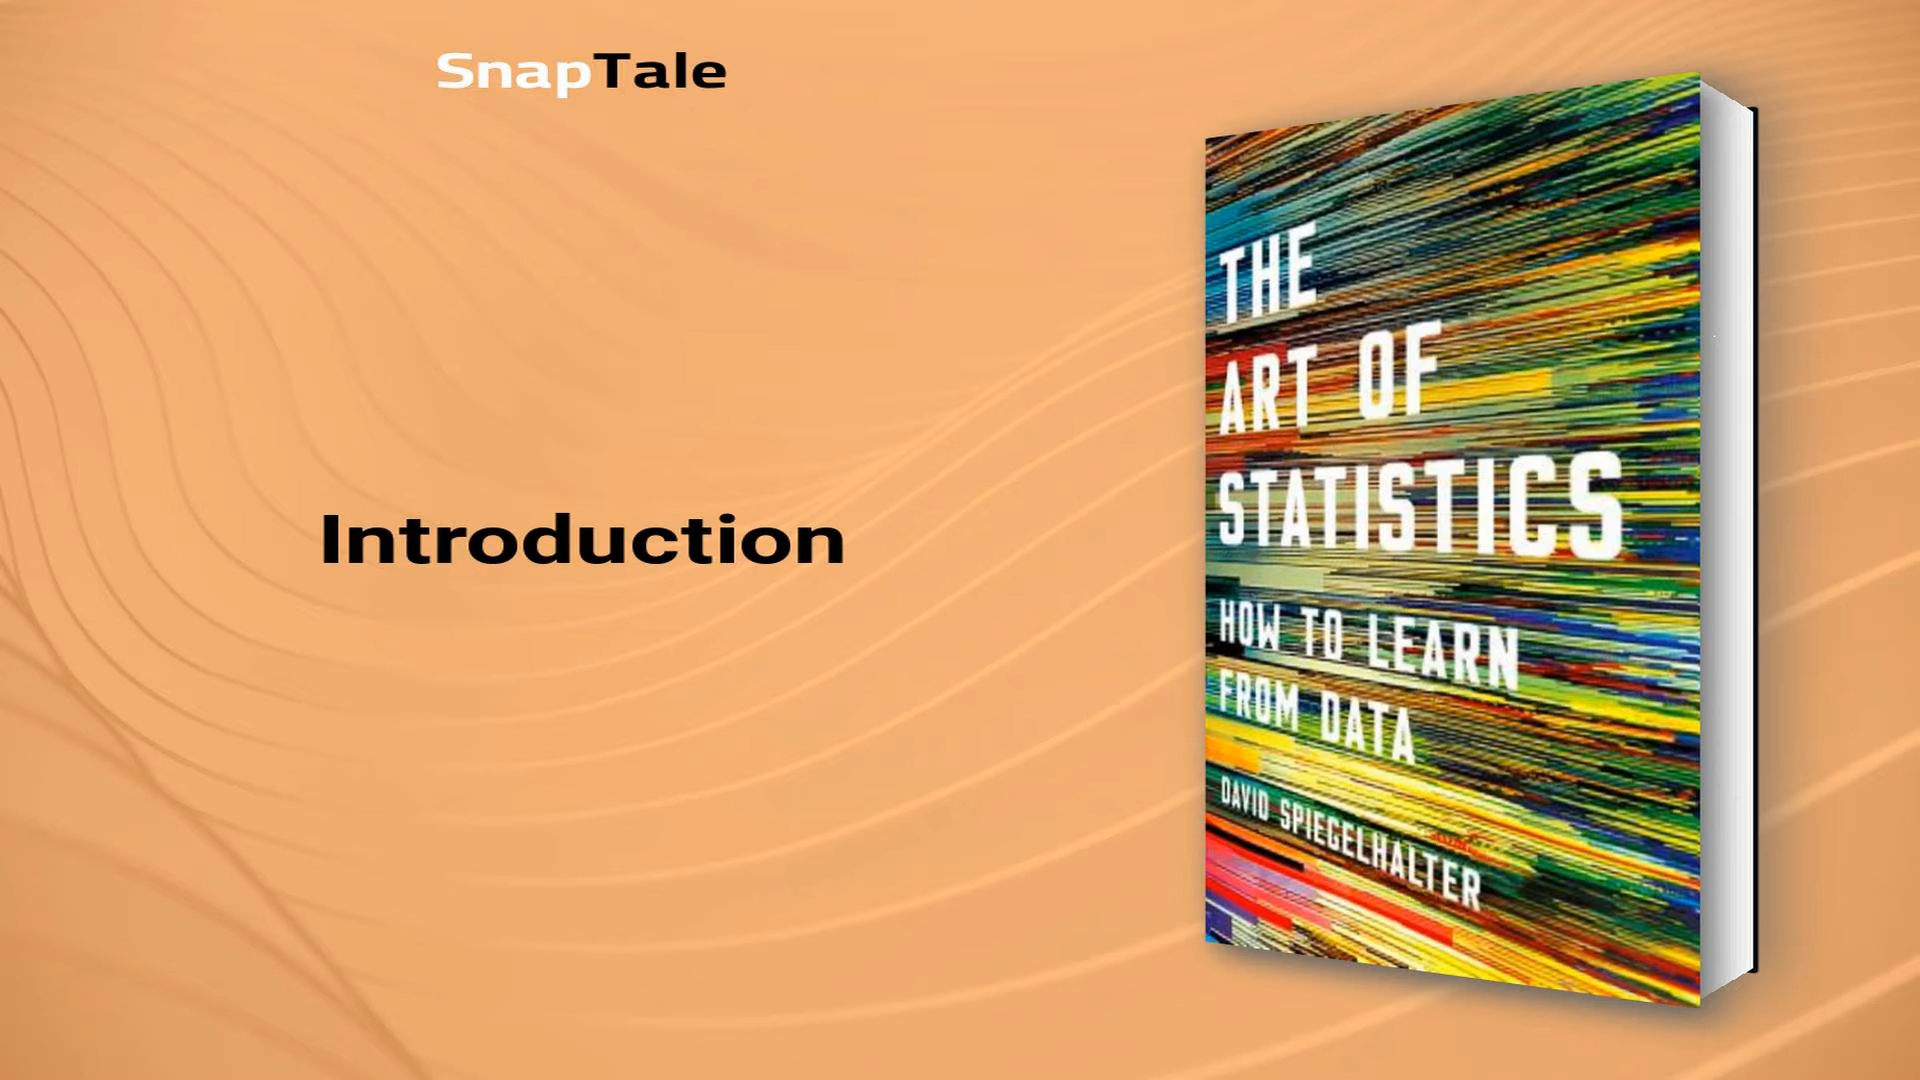 SnapTale
Introduction
THE
ART OF
STATISTICS
HOW TO LEARN
FROM DATA
DAVID SPIEGELHALTER